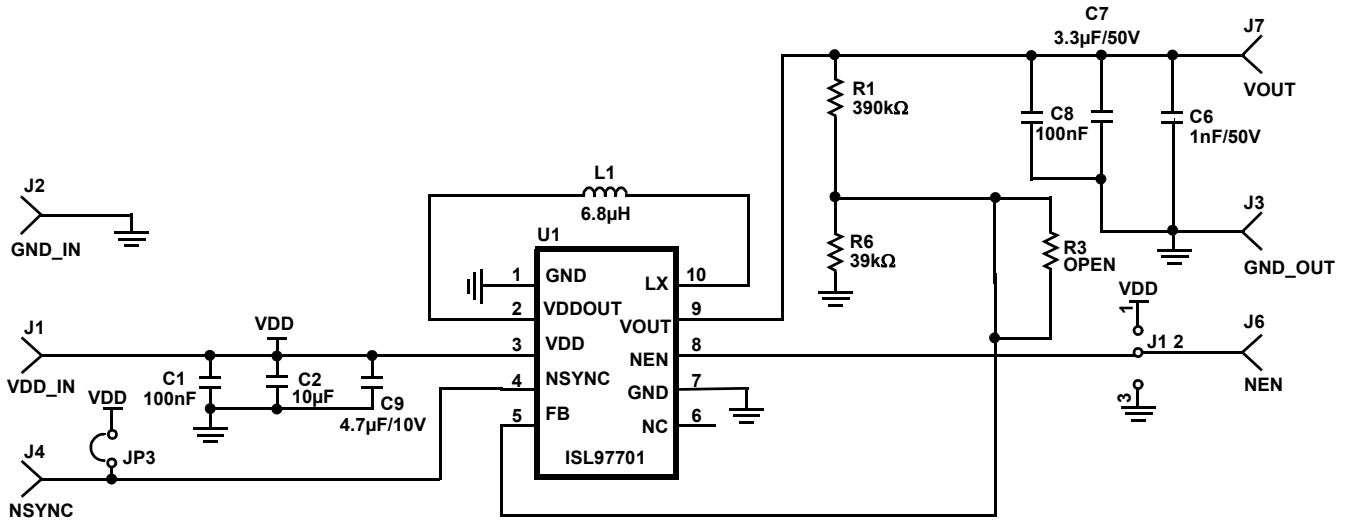 C7
3.3µF/50V
J7
VOUT
R1
390kΩ
C8
100nF
C6
1nF/50V
L1
6.8µH
J2
GND_IN
U1
R6
39kΩ
R3
OPEN
J3
GND_OUT
1 GND
LX 10
2 VDDOUT
VOUT 9
3 VDD
NEN 8
4 NSYNC
GND 7
5 FB
NC 6
ISL97701
VDD
1
J1 2
3
J6
NEN
J1
VDD_IN
VDD
C1
100nF
C2
10µF
C9
4.7µF/10V
VDD
JP3
J4
NSYNC